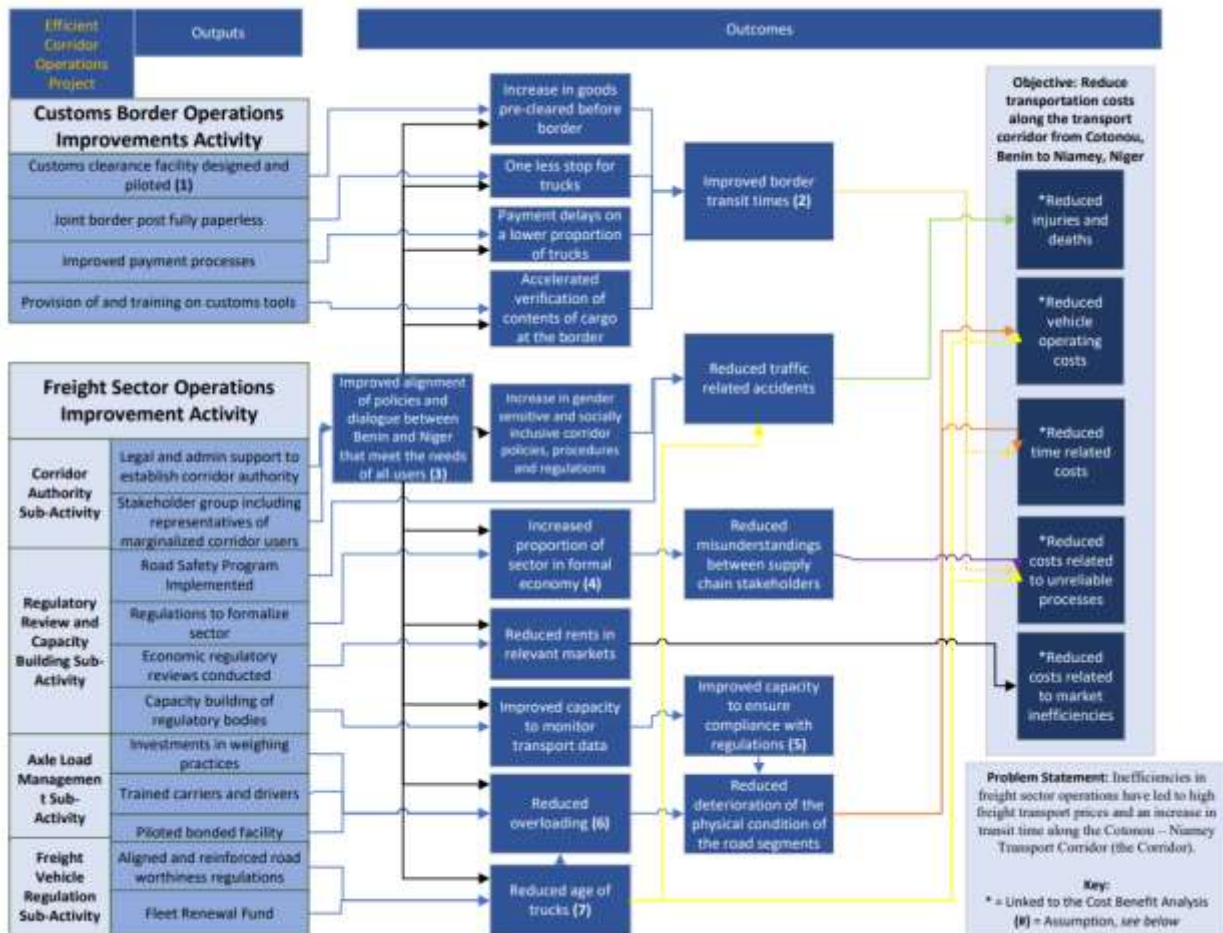 Efficient
Corridor
Operations
Project
Outputs
Outcomes
Customs Border Operations
Improvements Activity
Customs clearance facility designed and
piloted (1)
Joint border post fully paperless
Improved payment processes
Provision of and training on customs tools
Increase in goods
pre-cleared before
border
One less stop for
trucks
Payment delays on
a lower proportion
of trucks
Accelerated
verification of
contents of cargo
at the border
Improved border
transit times (2)
Freight Sector Operations
Improvement Activity
Corridor
Authority
Sub-Activity
Legal and admin support to
establish corridor authority
Stakeholder group including
representatives of
marginalized corridor users
Regulatory
Review and
Capacity
Building Sub-
Activity
Road Safety Program
Implemented
Regulations to formalize
sector
Economic regulatory
reviews conducted
Capacity building of
regulatory bodies
Axle Load
Managemen
t Sub-
Activity
Investments in weighing
practices
Trained carriers and drivers
Piloted bonded facility
Freight
Vehicle
Regulation
Sub-Activity
Aligned and reinforced road
worthiness regulations
Fleet Renewal Fund
Improved alignment
of policies and
dialogue between
Benin and Niger
that meet the needs
of all users (3)
Increase in gender
sensitive and socially
inclusive corridor
policies, procedures
and regulations
Increased
proportion of
sector in formal
economy (4)
Reduced rents in
relevant markets
Improved capacity
to monitor
transport data
Reduced
overloading (6)
Reduced age of
trucks (7)
Reduced traffic
related accidents
Reduced
misunderstandings
between supply
chain stakeholders
Improved capacity
to ensure
compliance with
regulations (5)
Reduced
deterioration of the
physical condition of
the road segments
Objective: Reduce
transportation costs
along the transport
corridor from Cotonou,
Benin to Niamey, Niger
*Reduced
injuries and
deaths
*Reduced
vehicle
operating
costs
*Reduced
time related
costs
*Reduced
costs related
to unreliable
processes
*Reduced
costs related
to market
inefficiencies
Problem Statement: Inefficiencies in
freight sector operations have led to high
freight transport prices and an increase in
transit time along the Cotonou – Niamey
Transport Corridor (the Corridor).
Key:
* = Linked to the Cost Benefit Analysis
(#) = Assumption, see below